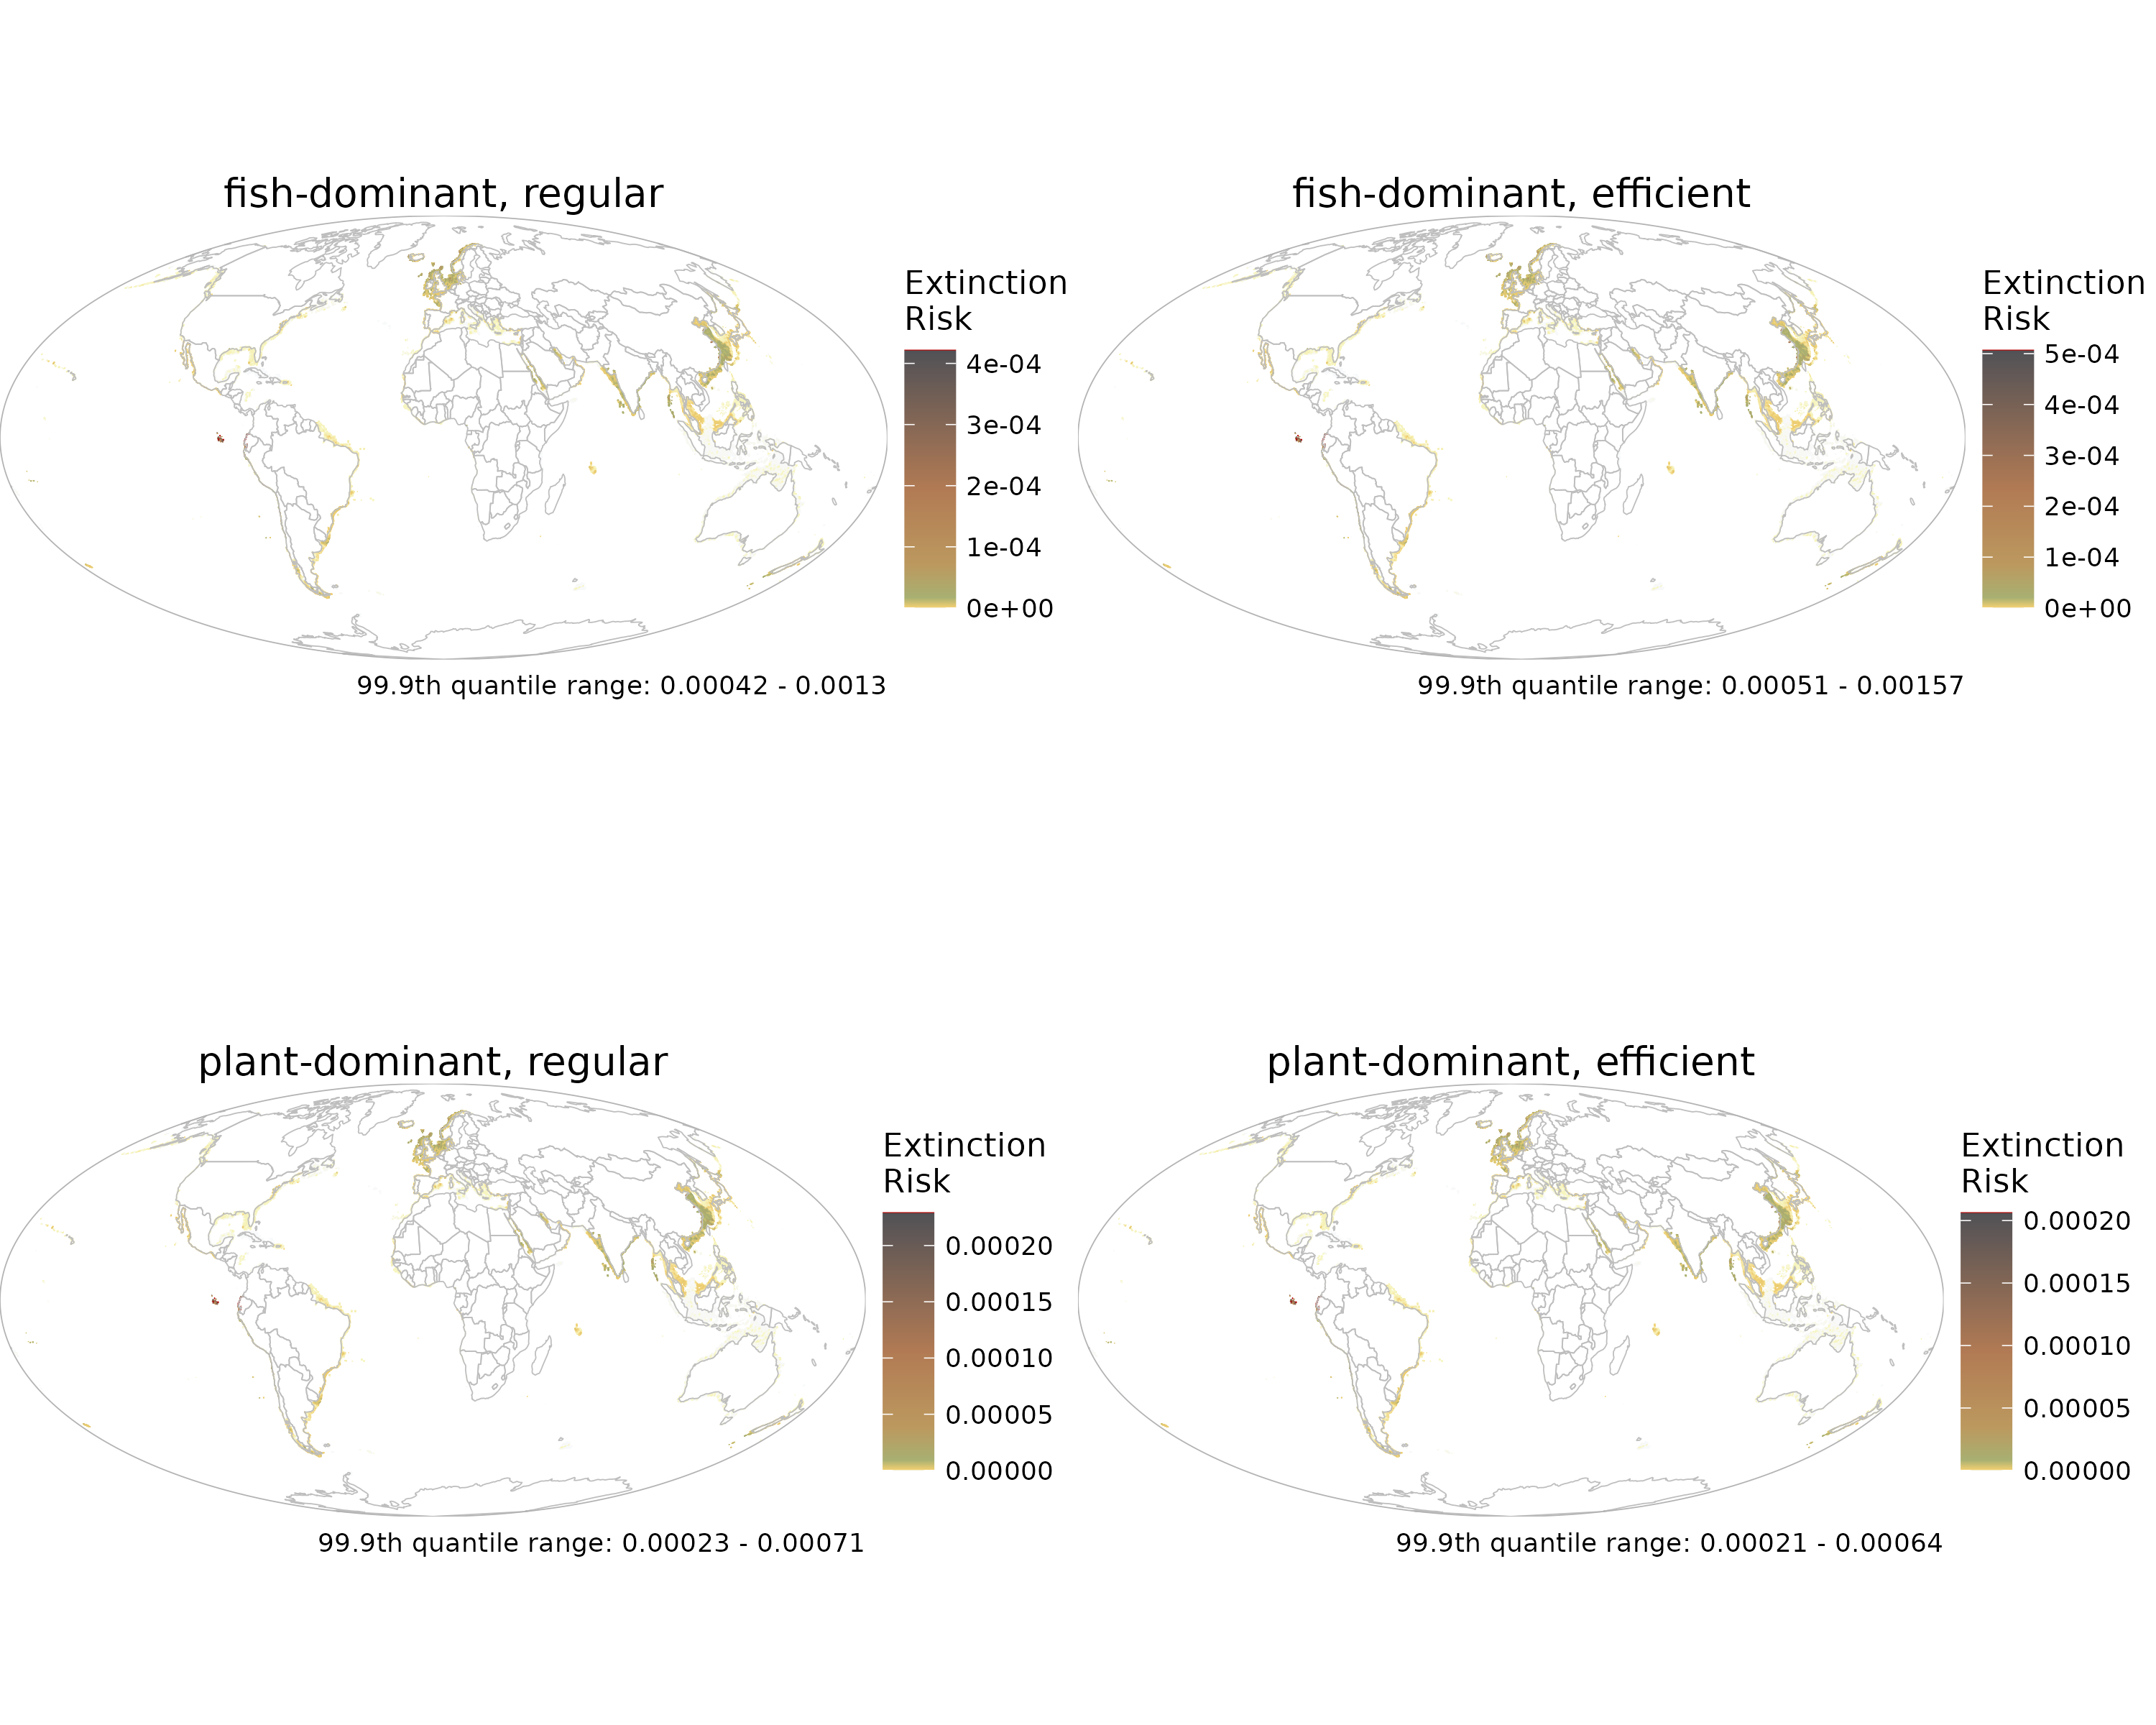 fish-dominant, regular
Extinction
Risk
4e-04
3e-04
2e-04
1e-04
0e+00
99.9th quantile range: 0.00042 - 0.0013
fish-dominant, efficient
Extinction
Risk
5e-04
4e-04
3e-04
2e-04
1e-04
0e+00
99.9th quantile range: 0.00051 - 0.00157
plant-dominant, regular
Extinction
Risk
0.00020
0.00015
0.00010
0.00005
0.00000
99.9th quantile range: 0.00023 - 0.00071
plant-dominant, efficient
Extinction
Risk
0.00020
0.00015
0.00010
0.00005
0.00000
99.9th quantile range: 0.00021 - 0.00064